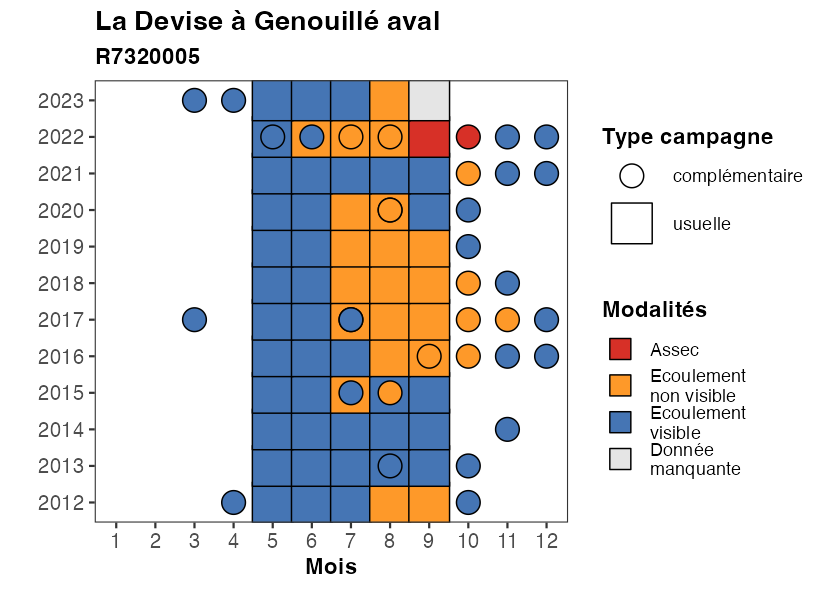 La Devise à Genouillé aval
R7320005
2023
2022
2021
2020
2019
2018
2017
2016
2015
2014
2013
2012
1 2 3 4 5 6 7 8 9 10 11 12
Mois
Type campagne
complémentaire
usuelle
Modalités
Assec
Ecoulement
non visible
Ecoulement
visible
Donnée
manquante